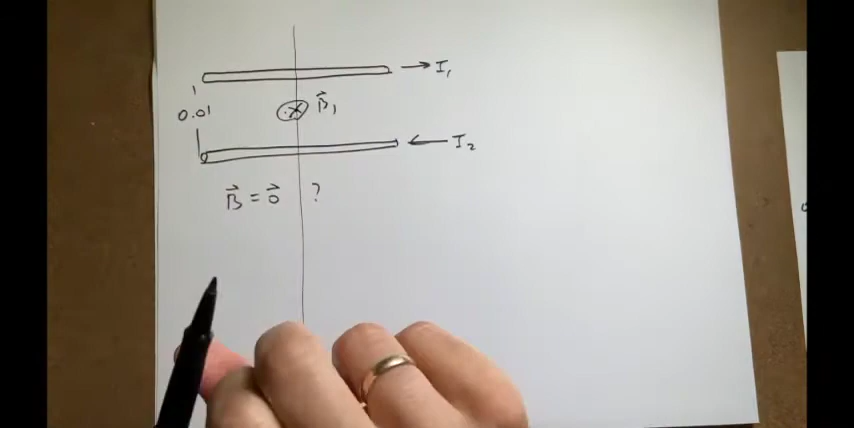 → I₁
0.01
B⃗₁
← I₂
B⃗ = 0⃗ ?